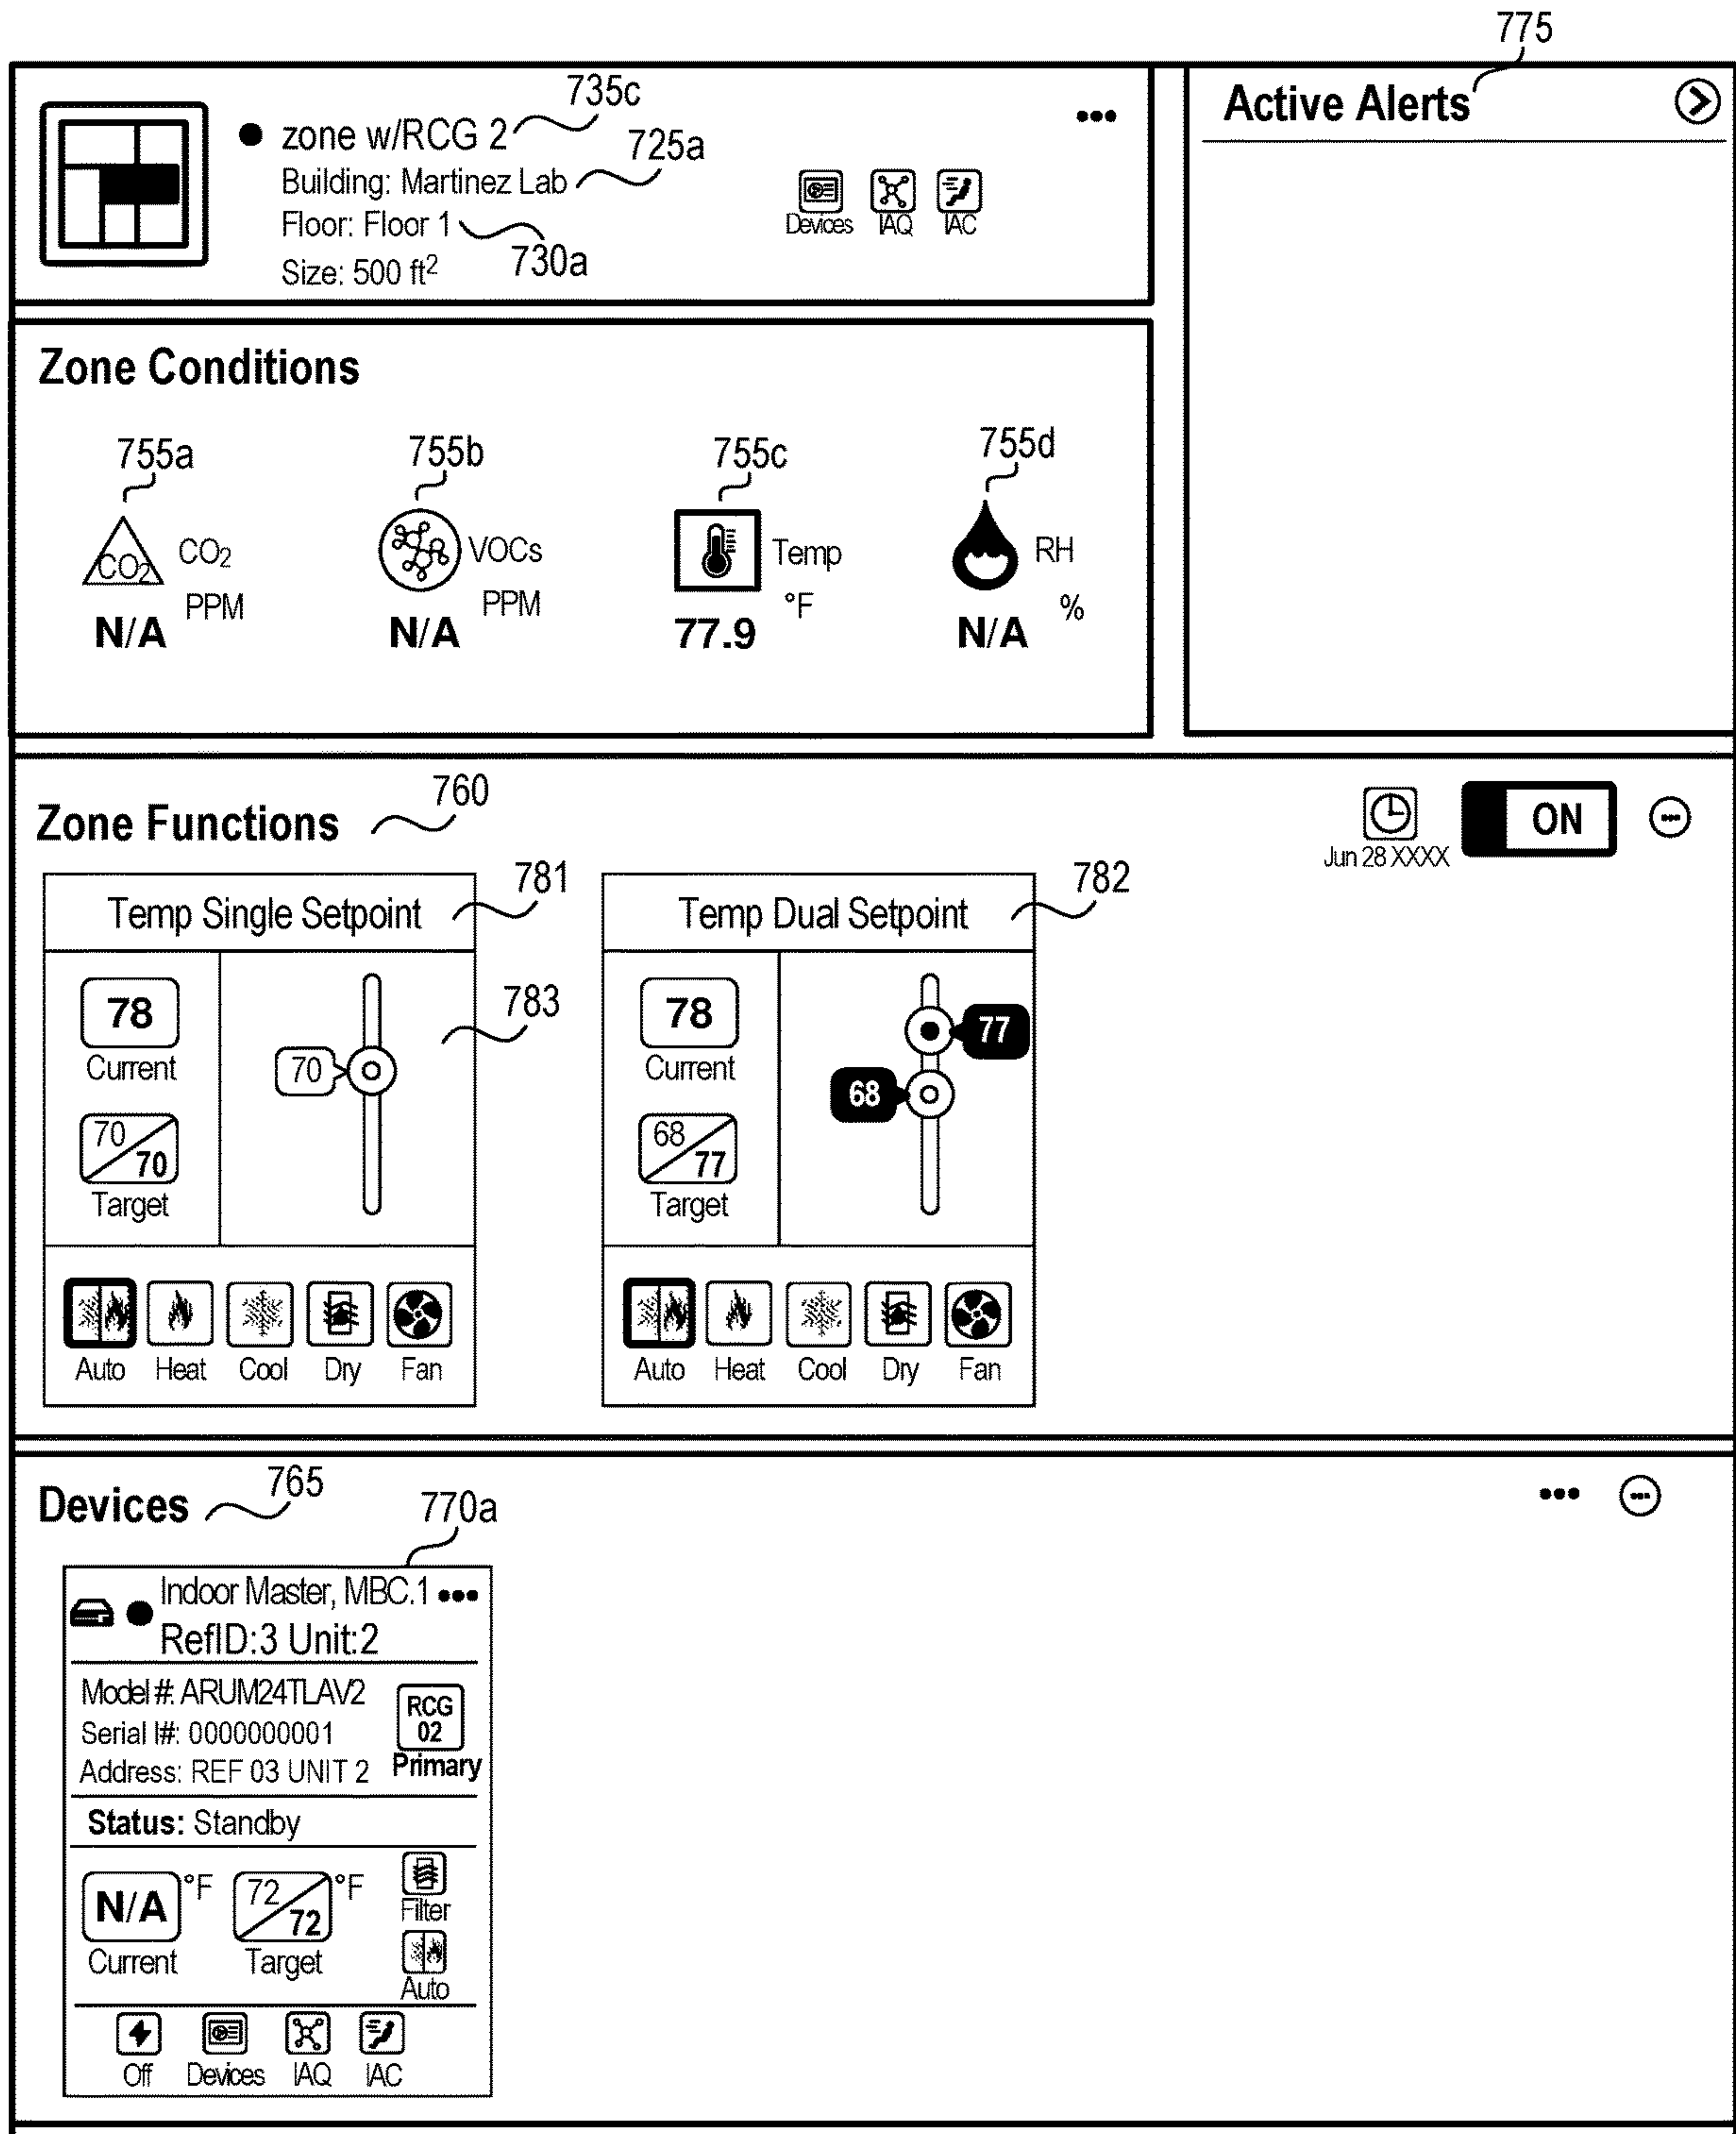 775
Active Alerts
735c
zone w/RCG 2
725a
Building: Martinez Lab
Floor: Floor 1
730a
Size: 500 ft²
Devices IAQ IAC
Zone Conditions
755a 755b 755c 755d
CO₂ CO₂ PPM N/A
VOCs PPM N/A
Temp °F 77.9
RH % N/A
Zone Functions
760
Jun 28 XXXX
ON
Temp Single Setpoint
781
78
Current
70
783
70/70
Target
Auto Heat Cool Dry Fan
Temp Dual Setpoint
782
78
Current
77
68
68/77
Target
Auto Heat Cool Dry Fan
Devices
765
770a
Indoor Master, MBC.1
RefID:3 Unit:2
Model #: ARUM24TLAV2
Serial I#: 0000000001
Address: REF 03 UNIT 2
RCG
02
Primary
Status: Standby
N/A °F
Current
72/72 °F
Target
Filter
Auto
Off Devices IAQ IAC